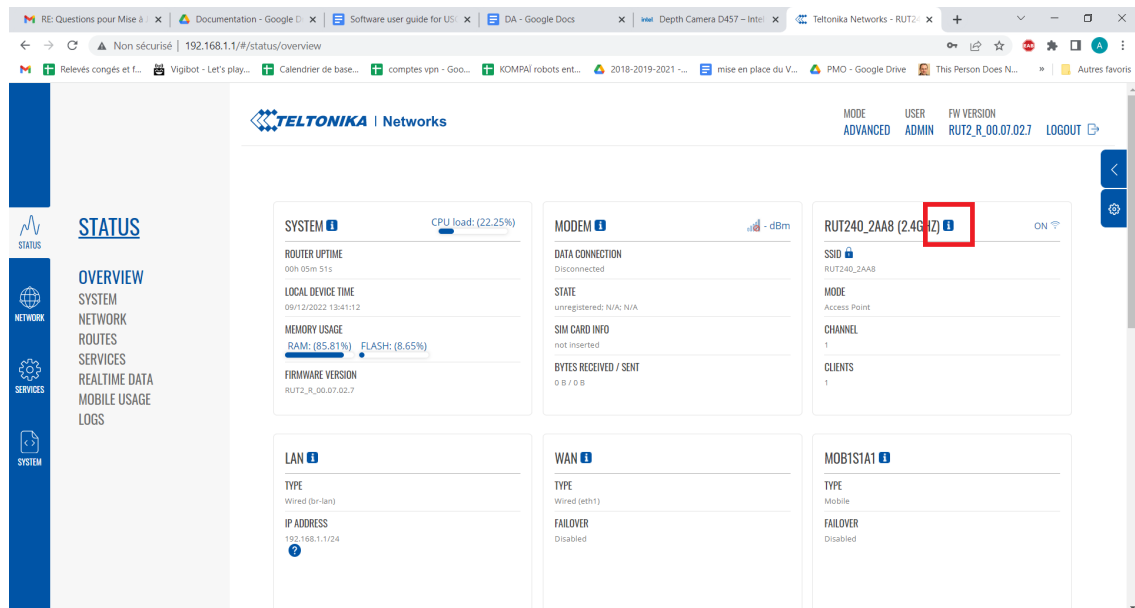 RE: Questions pour Mise à
Documentation - Google D
Software user guide for US
DA - Google Docs
intel Depth Camera D457 – Intel
Teltonika Networks - RUT24
Non sécurisé | 192.168.1.1/#/status/overview
Relevés congés et f...
Vigibot - Let's play...
Calendrier de base...
comptes vpn - Goo...
KOMPAÏ robots ent...
2018-2019-2021 -...
mise en place du V...
PMO - Google Drive
This Person Does N...
»
Autres favoris
TELTONIKA | Networks
MODE USER FW VERSION
ADVANCED ADMIN RUT2_R_00.07.02.7 LOGOUT
STATUS
NETWORK
SERVICES
SYSTEM
STATUS
OVERVIEW
SYSTEM
NETWORK
ROUTES
SERVICES
REALTIME DATA
MOBILE USAGE
LOGS
SYSTEM i CPU load: (22.25%)
ROUTER UPTIME
00h 05m 51s
LOCAL DEVICE TIME
09/12/2022 13:41:12
MEMORY USAGE
RAM: (85.81%) FLASH: (8.65%)
FIRMWARE VERSION
RUT2_R_00.07.02.7
MODEM i - dBm
DATA CONNECTION
Disconnected
STATE
unregistered; N/A; N/A
SIM CARD INFO
not inserted
BYTES RECEIVED / SENT
0 B / 0 B
RUT240_2AA8 (2.4GHZ) i ON
SSID
RUT240_2AA8
MODE
Access Point
CHANNEL
1
CLIENTS
1
LAN i
TYPE
Wired (br-lan)
IP ADDRESS
192.168.1.1/24
?
WAN i
TYPE
Wired (eth1)
FAILOVER
Disabled
MOB1S1A1 i
TYPE
Mobile
FAILOVER
Disabled